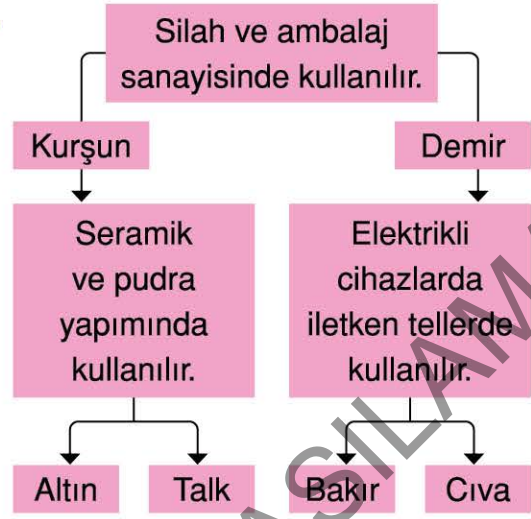 Silah ve ambalaj
sanayisinde kullanılır.
Kurşun
Demir
Seramik
ve pudra
yapımında
kullanılır.
Elektrikli
cihazlarda
iletken tellerde
kullanılır.
Altın
Talk
Bakır
Cıva